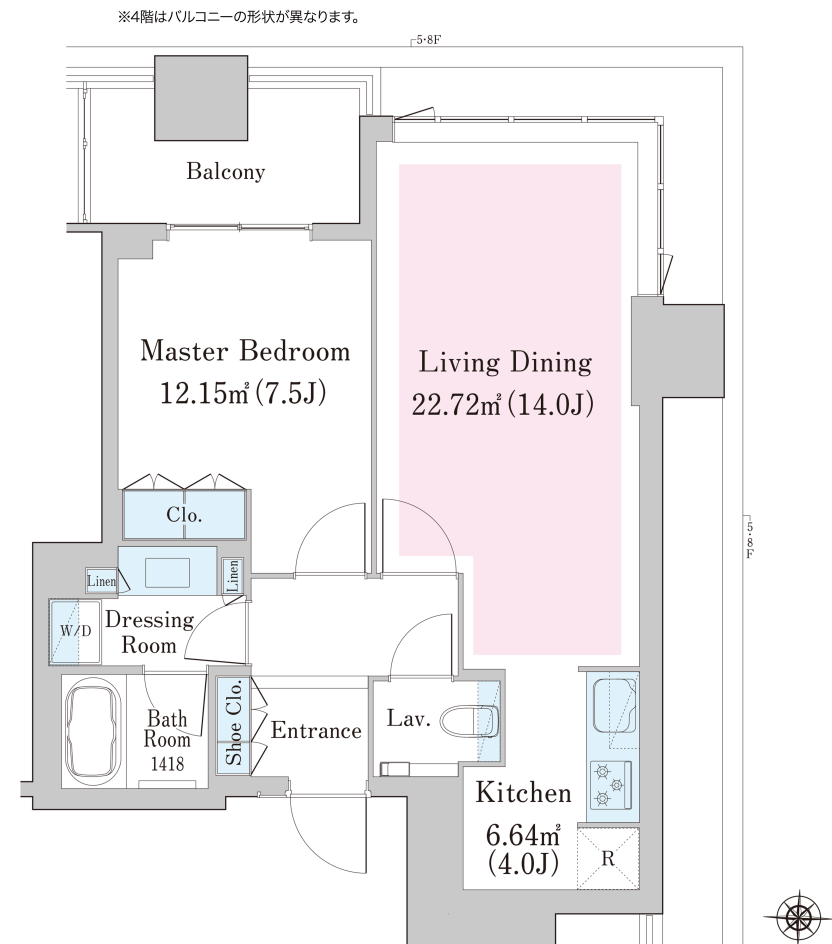 ※4階はバルコニーの形状が異なります。
5·8F
Balcony
Master Bedroom
12.15㎡(7.5J)
Living Dining
22.72㎡(14.0J)
Clo.
5·8F
Linen
Linen
W/D
Dressing
Room
Bath
Room
1418
Shoe Clo.
Entrance
Lav.
Kitchen
6.64㎡
(4.0J)
R